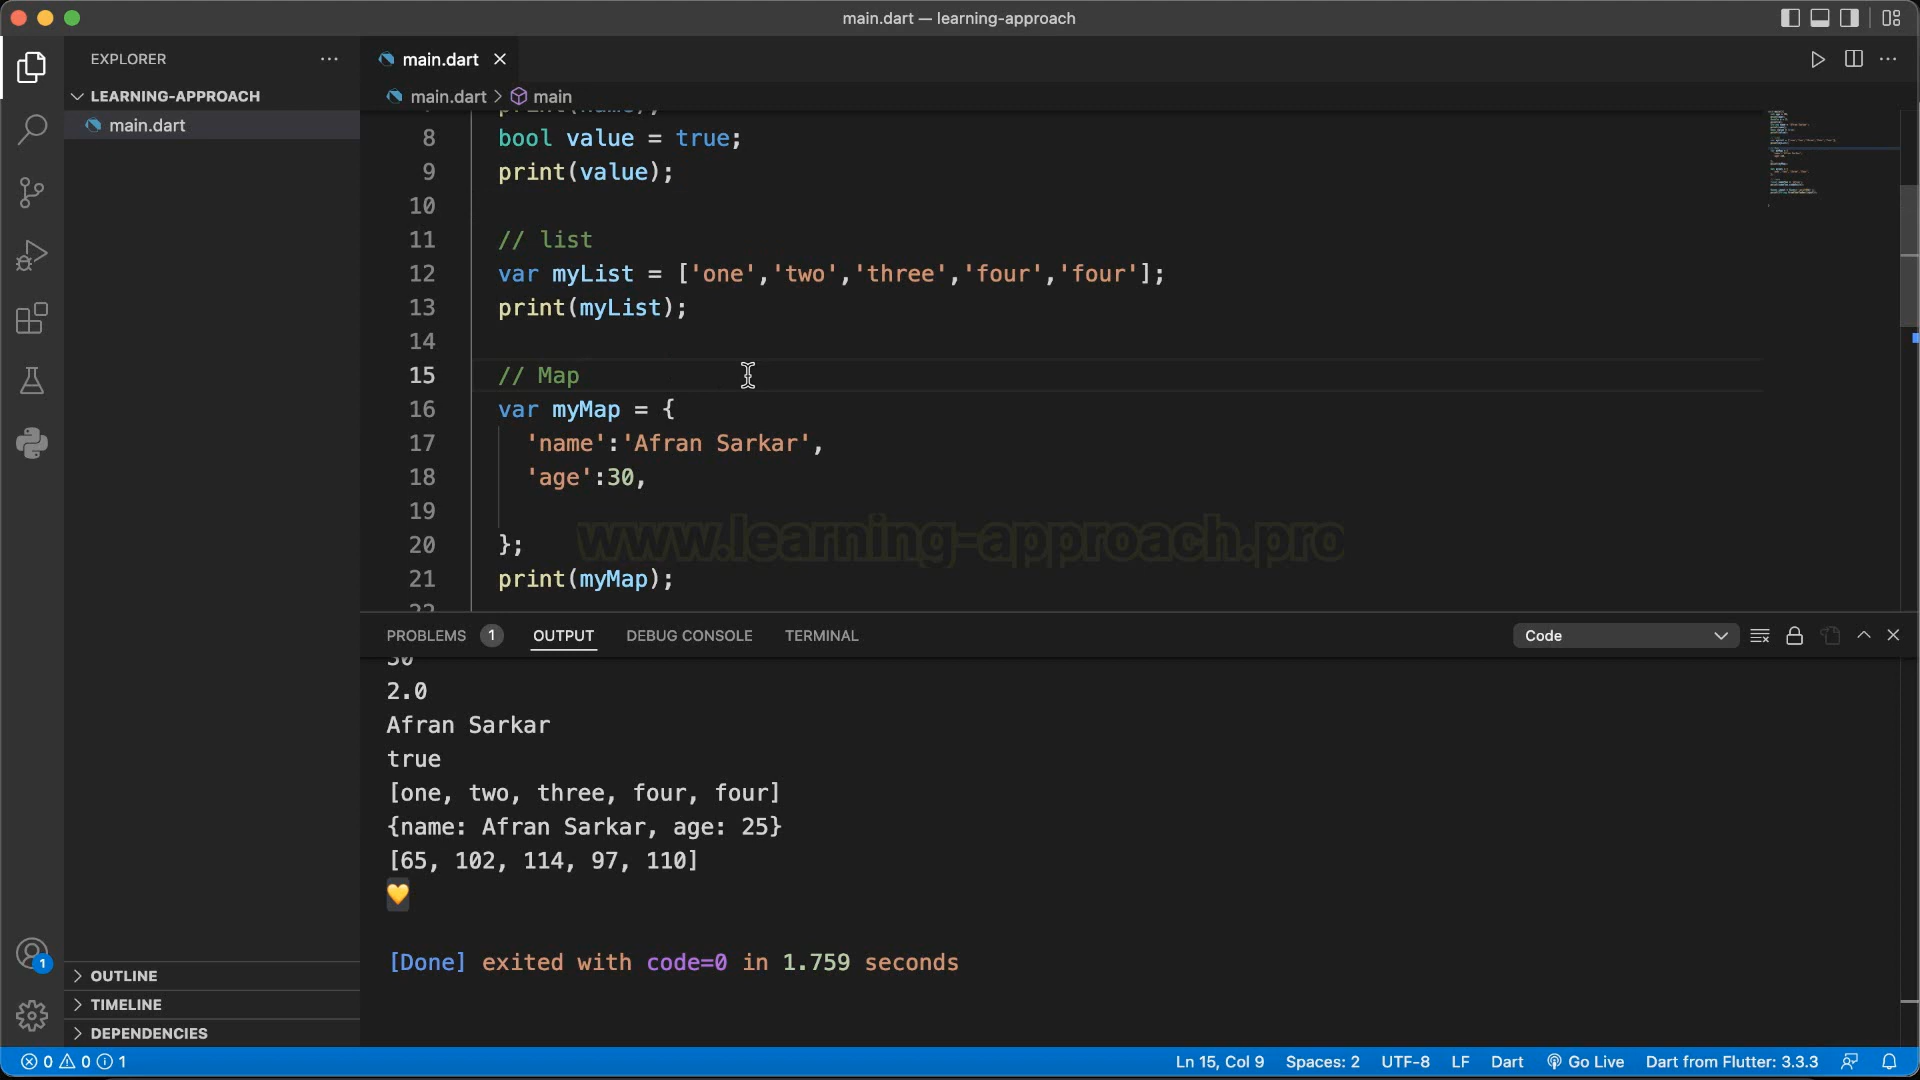 main.dart — learning-approach
EXPLORER
LEARNING-APPROACH
main.dart
OUTLINE
TIMELINE
DEPENDENCIES
main.dart
main.dart > main
8 bool value = true;
9 print(value);
10
11 // list
12 var myList = ['one','two','three','four','four'];
13 print(myList);
14
15 // Map
16 var myMap = {
17 'name':'Afran Sarkar',
18 'age':30,
19
20 };
21 print(myMap);
www.learning-approach.pro
PROBLEMS 1 OUTPUT DEBUG CONSOLE TERMINAL Code
30
2.0
Afran Sarkar
true
[one, two, three, four, four]
{name: Afran Sarkar, age: 25}
[65, 102, 114, 97, 110]
[Done] exited with code=0 in 1.759 seconds
1
0 0 1 Ln 15, Col 9 Spaces: 2 UTF-8 LF Dart Go Live Dart from Flutter: 3.3.3